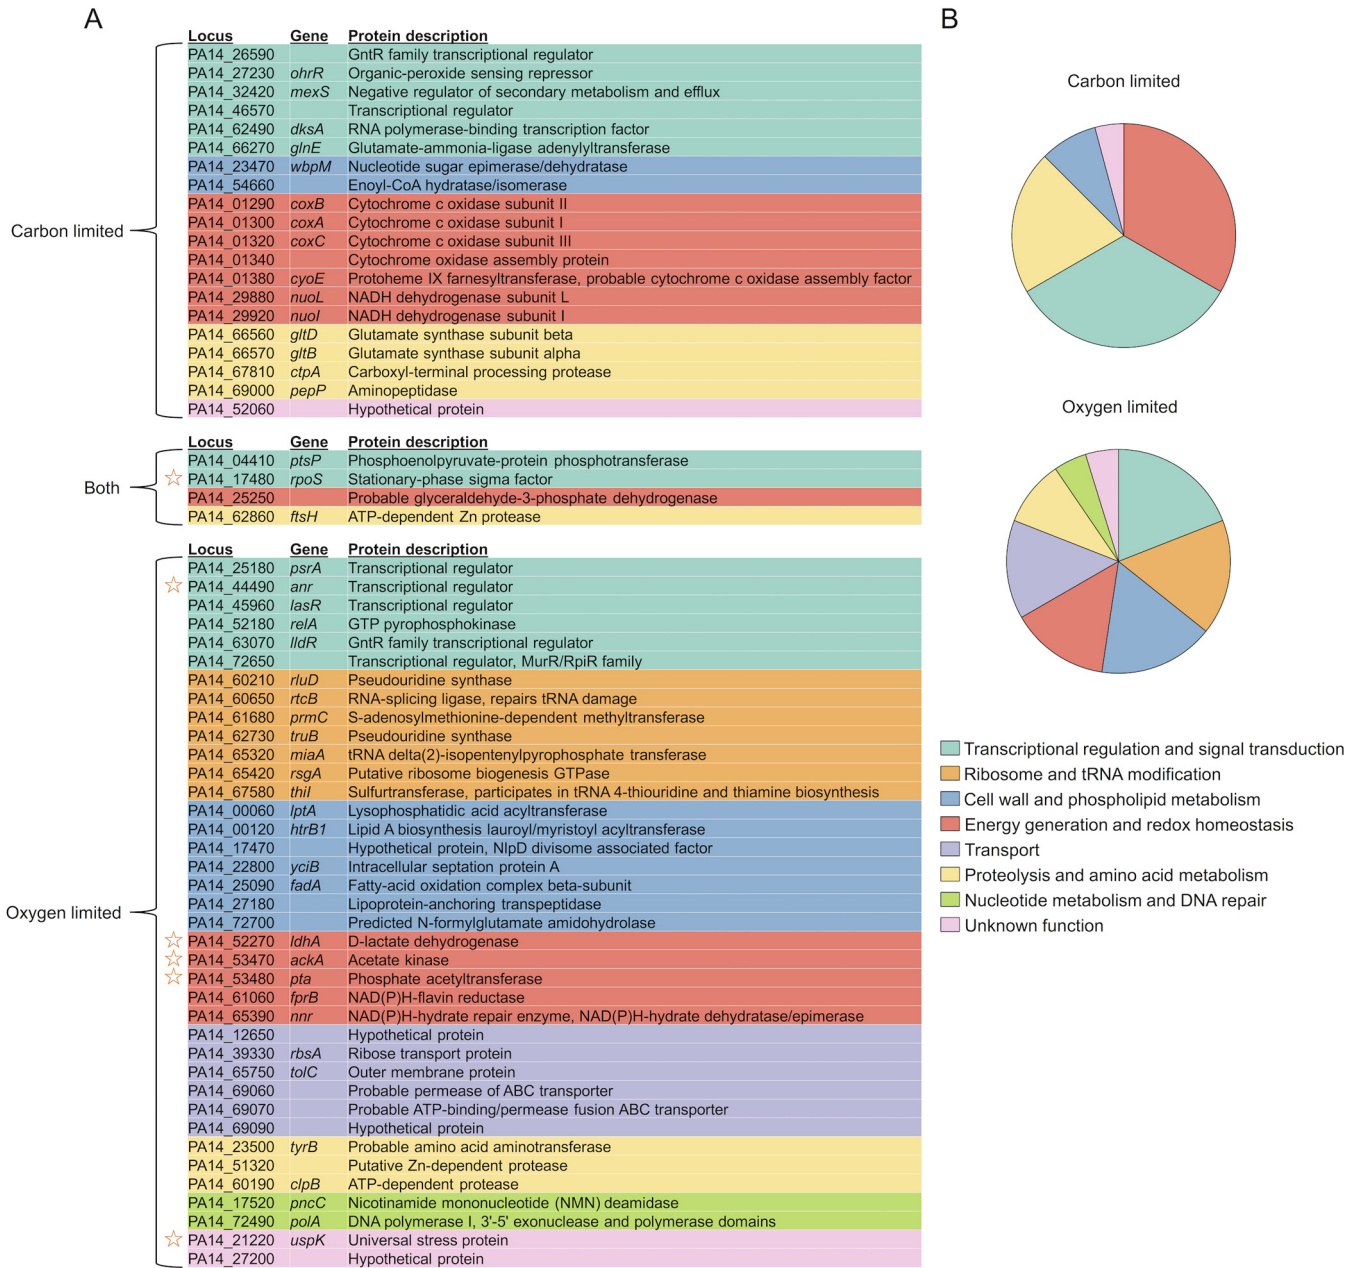 A
Locus Gene Protein description
PA14_26590 GntR family transcriptional regulator
PA14_27230 ohrR Organic-peroxide sensing repressor
PA14_32420 mexS Negative regulator of secondary metabolism and efflux
PA14_46570 Transcriptional regulator
PA14_62490 dksA RNA polymerase-binding transcription factor
PA14_66270 glnE Glutamate-ammonia-ligase adenylyltransferase
PA14_23470 wbpM Nucleotide sugar epimerase/dehydratase
PA14_54660 Enoyl-CoA hydratase/isomerase
PA14_01290 coxB Cytochrome c oxidase subunit II
PA14_01300 coxA Cytochrome c oxidase subunit I
Carbon limited
PA14_01320 coxC Cytochrome c oxidase subunit III
PA14_01340 Cytochrome oxidase assembly protein
PA14_01380 cyoE Protoheme IX farnesyltransferase, probable cytochrome c oxidase assembly factor
PA14_29880 nuoL NADH dehydrogenase subunit L
PA14_29920 nuoI NADH dehydrogenase subunit I
PA14_66560 gltD Glutamate synthase subunit beta
PA14_66570 gltB Glutamate synthase subunit alpha
PA14_67810 ctpA Carboxyl-terminal processing protease
PA14_69000 pepP Aminopeptidase
PA14_52060 Hypothetical protein
Locus Gene Protein description
PA14_04410 ptsP Phosphoenolpyruvate-protein phosphotransferase
PA14_17480 rpoS Stationary-phase sigma factor
Both
PA14_25250 Probable glyceraldehyde-3-phosphate dehydrogenase
PA14_62860 ftsH ATP-dependent Zn protease
Locus Gene Protein description
PA14_25180 psrA Transcriptional regulator
PA14_44490 anr Transcriptional regulator
PA14_45960 lasR Transcriptional regulator
PA14_52180 relA GTP pyrophosphokinase
PA14_63070 lldR GntR family transcriptional regulator
PA14_72650 Transcriptional regulator, MurR/RpiR family
PA14_60210 rluD Pseudouridine synthase
PA14_60650 rtcB RNA-splicing ligase, repairs tRNA damage
PA14_61680 prmC S-adenosylmethionine-dependent methyltransferase
PA14_62730 truB Pseudouridine synthase
PA14_65320 miaA tRNA delta(2)-isopentenylpyrophosphate transferase
PA14_65420 rsgA Putative ribosome biogenesis GTPase
PA14_67580 thiI Sulfurtransferase, participates in tRNA 4-thiouridine and thiamine biosynthesis
PA14_00060 lptA Lysophosphatidic acid acyltransferase
PA14_00120 htrB1 Lipid A biosynthesis lauroyl/myristoyl acyltransferase
PA14_17470 Hypothetical protein, NlpD divisome associated factor
PA14_22800 yciB Intracellular septation protein A
PA14_25090 fadA Fatty-acid oxidation complex beta-subunit
PA14_27180 Lipoprotein-anchoring transpeptidase
Oxygen limited
PA14_72700 Predicted N-formylglutamate amidohydrolase
PA14_52270 ldhA D-lactate dehydrogenase
PA14_53470 ackA Acetate kinase
PA14_53480 pta Phosphate acetyltransferase
PA14_61060 fprB NAD(P)H-flavin reductase
PA14_65390 nnr NAD(P)H-hydrate repair enzyme, NAD(P)H-hydrate dehydratase/epimerase
PA14_12650 Hypothetical protein
PA14_39330 rbsA Ribose transport protein
PA14_65750 tolC Outer membrane protein
PA14_69060 Probable permease of ABC transporter
PA14_69070 Probable ATP-binding/permease fusion ABC transporter
PA14_69090 Hypothetical protein
PA14_23500 tyrB Probable amino acid aminotransferase
PA14_51320 Putative Zn-dependent protease
PA14_60190 clpB ATP-dependent protease
PA14_17520 pncC Nicotinamide mononucleotide (NMN) deamidase
PA14_72490 polA DNA polymerase I, 3'-5' exonuclease and polymerase domains
PA14_21220 uspK Universal stress protein
PA14_27200 Hypothetical protein
B
Carbon limited
Oxygen limited
Transcriptional regulation and signal transduction
Ribosome and tRNA modification
Cell wall and phospholipid metabolism
Energy generation and redox homeostasis
Transport
Proteolysis and amino acid metabolism
Nucleotide metabolism and DNA repair
Unknown function